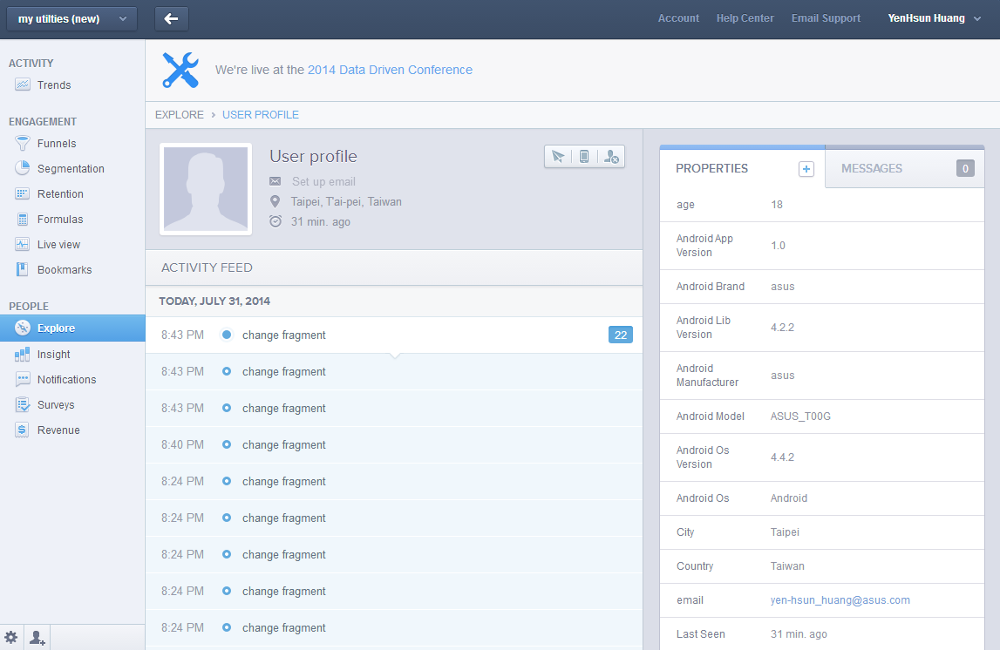 my utilties (new)
Account
Help Center
Email Support
YenHsun Huang
ACTIVITY
Trends
ENGAGEMENT
Funnels
Segmentation
Retention
Formulas
Live view
Bookmarks
PEOPLE
Explore
Insight
Notifications
Surveys
Revenue
We're live at the 2014 Data Driven Conference
EXPLORE › USER PROFILE
User profile
Set up email
Taipei, T'ai-pei, Taiwan
31 min. ago
ACTIVITY FEED
TODAY, JULY 31, 2014
8:43 PM change fragment 22
8:43 PM change fragment
8:43 PM change fragment
8:40 PM change fragment
8:24 PM change fragment
8:24 PM change fragment
8:24 PM change fragment
8:24 PM change fragment
8:24 PM change fragment
PROPERTIES +
MESSAGES 0
age 18
Android App
Version
1.0
Android Brand asus
Android Lib
Version
4.2.2
Android
Manufacturer
asus
Android Model ASUS_T00G
Android Os
Version
4.4.2
Android Os Android
City Taipei
Country Taiwan
email yen-hsun_huang@asus.com
Last Seen 31 min. ago